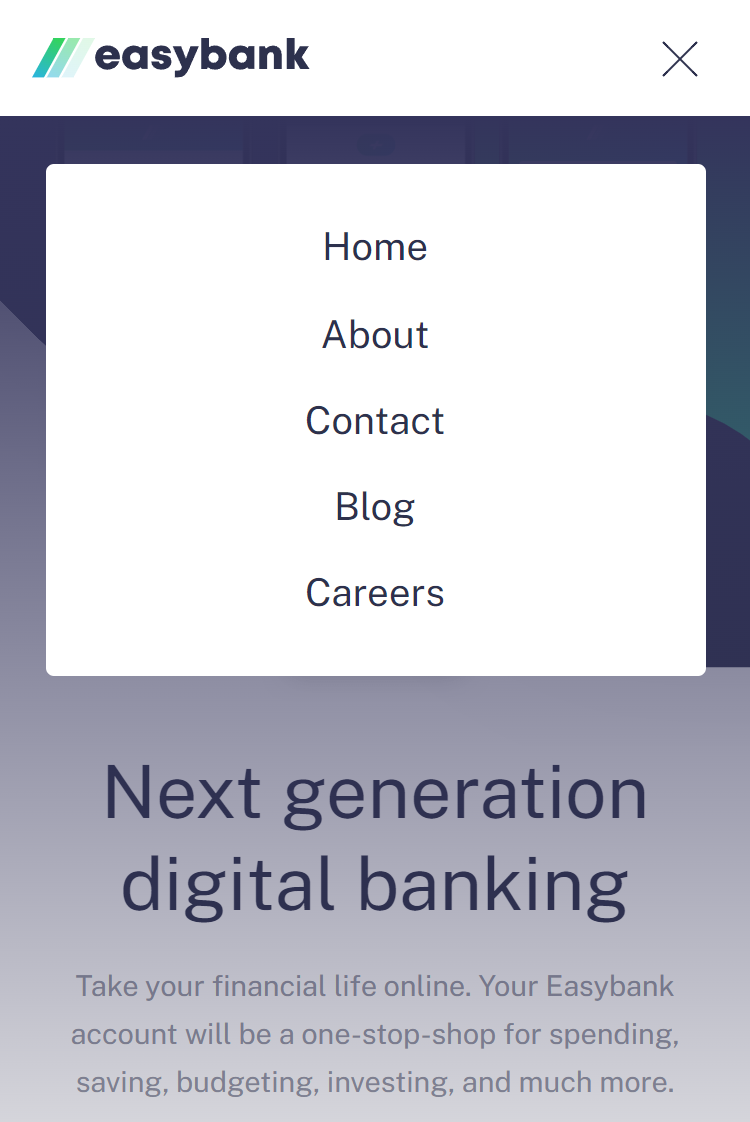 easybank
Home
About
Contact
Blog
Careers
Next generation
digital banking
Take your financial life online. Your Easybank
account will be a one-stop-shop for spending,
saving, budgeting, investing, and much more.